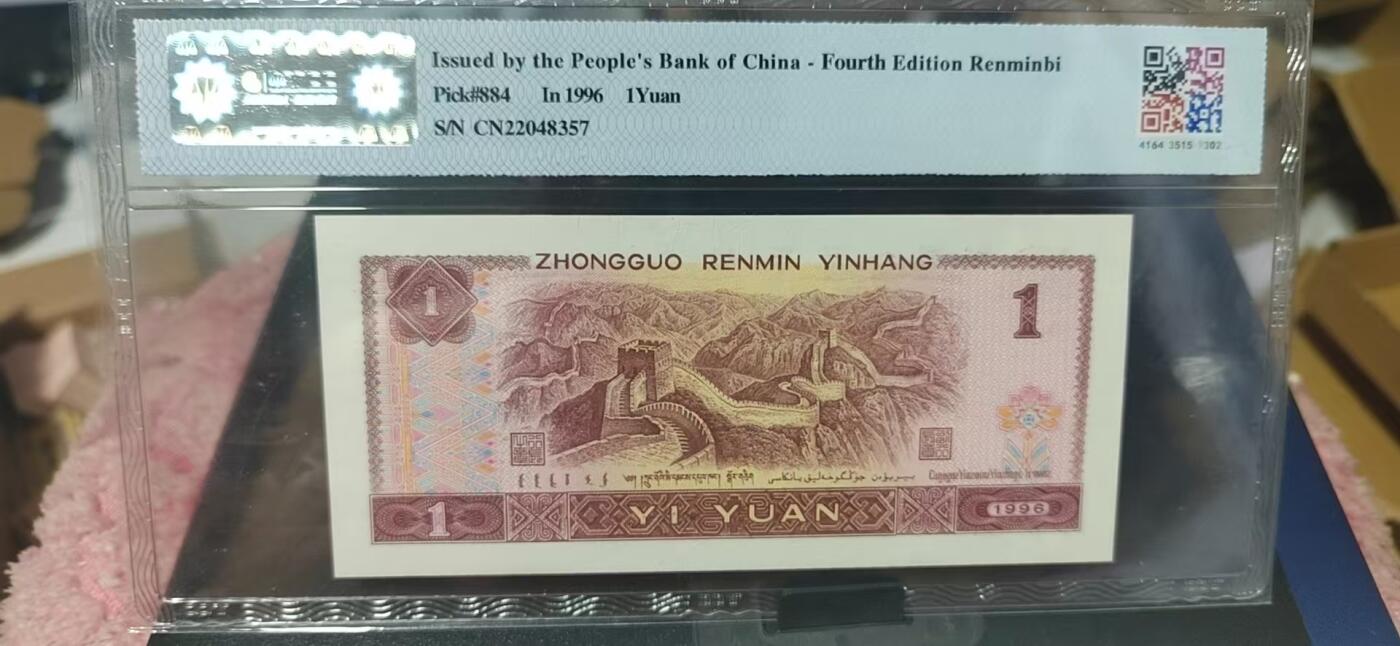 Issued by the People's Bank of China - Fourth Edition Renminbi
Pick#884 In 1996 1Yuan
S/N CN22048357
4164 3515
ZHONGGUO RENMIN YINHANG
1
1
1 YI YUAN 1996